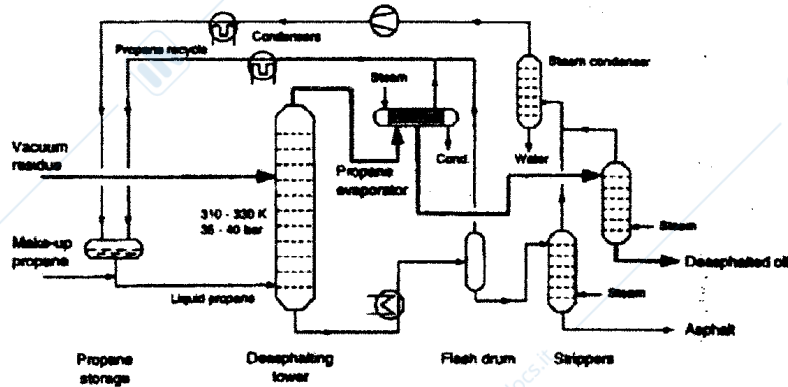 Condensers
Propane recycle
Steam
Steam condenser
Vacuum
residue
Cond.
Water
Propane
evaporator
310 - 330 K
35 - 40 bar
Steam
Make-up
propane
Deasphalted oil
Liquid propane
Steam
Asphalt
Propane
storage
Deasphalting
tower
Flash drum
Strippers